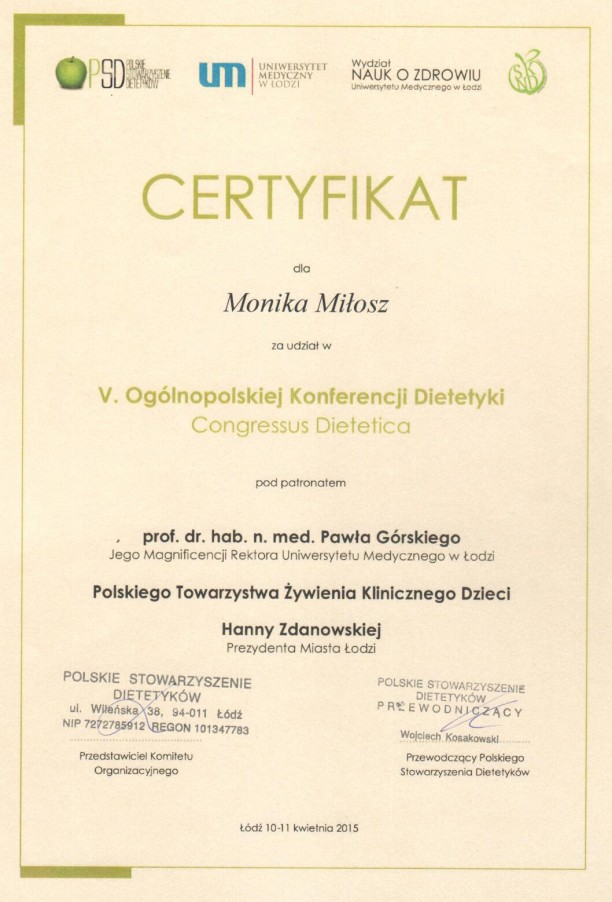 PSD POLSKIE
STOWARZYSZENIE
DIETETYKÓW
um UNIWERSYTET
MEDYCZNY
W ŁODZI
Wydział
NAUK O ZDROWIU
Uniwersytetu Medycznego w Łodzi
CERTYFIKAT
dla
Monika Miłosz
za udział w
V. Ogólnopolskiej Konferencji Dietetyki
Congressus Dietetica
pod patronatem
prof. dr. hab. n. med. Pawła Górskiego
Jego Magnificencji Rektora Uniwersytetu Medycznego w Łodzi
Polskiego Towarzystwa Żywienia Klinicznego Dzieci
Hanny Zdanowskiej
Prezydenta Miasta Łodzi
POLSKIE STOWARZYSZENIE
DIETETYKÓW
ul. Wileńska 38, 94-011 Łódź
NIP 7272785912 REGON 101347783
Przedstawiciel Komitetu
Organizacyjnego
POLSKIE STOWARZYSZENIE
DIETETYKÓW
PRZEWODNICZĄCY
Wojciech Kosakowski
Przewodczący Polskiego
Stowarzyszenia Dietetyków
Łódź 10-11 kwietnia 2015